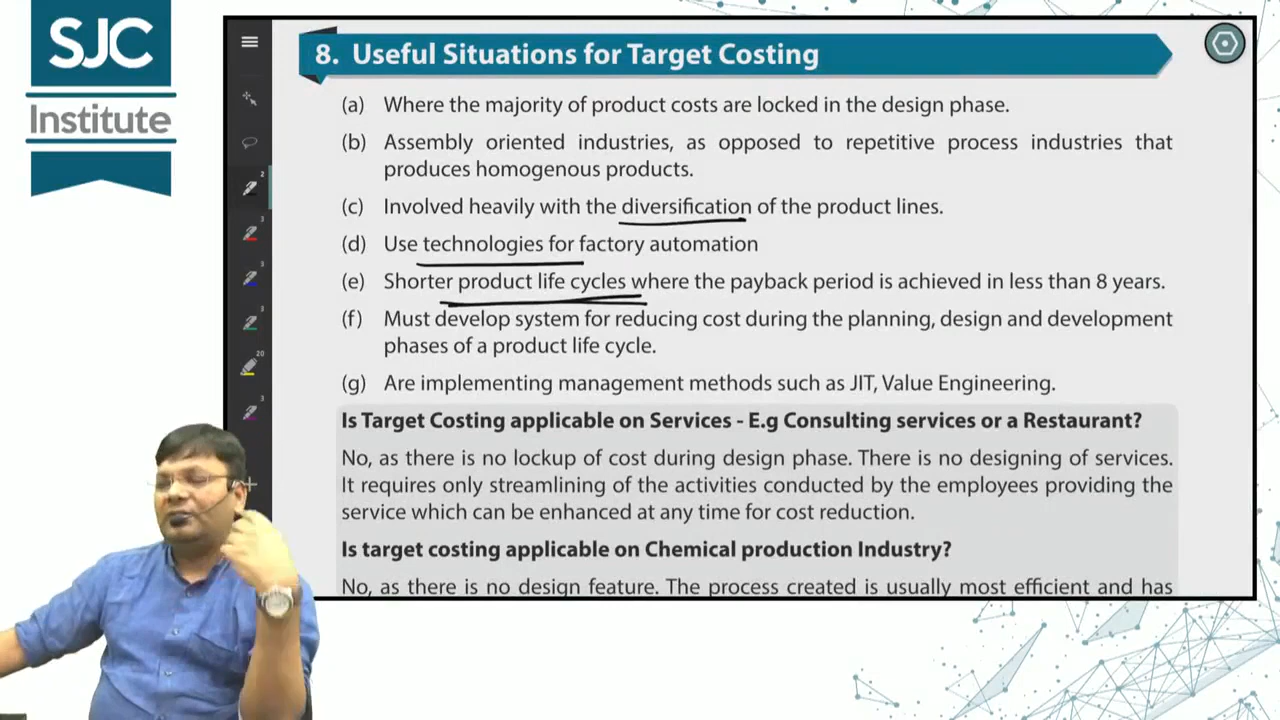 SJC
Institute
8. Useful Situations for Target Costing
(a) Where the majority of product costs are locked in the design phase.
(b) Assembly oriented industries, as opposed to repetitive process industries that
produces homogenous products.
(c) Involved heavily with the diversification of the product lines.
(d) Use technologies for factory automation
(e) Shorter product life cycles where the payback period is achieved in less than 8 years.
(f) Must develop system for reducing cost during the planning, design and development
phases of a product life cycle.
(g) Are implementing management methods such as JIT, Value Engineering.
Is Target Costing applicable on Services - E.g Consulting services or a Restaurant?
No, as there is no lockup of cost during design phase. There is no designing of services.
It requires only streamlining of the activities conducted by the employees providing the
service which can be enhanced at any time for cost reduction.
Is target costing applicable on Chemical production Industry?
No, as there is no design feature. The process created is usually most efficient and has
2
3
3
3
20
3